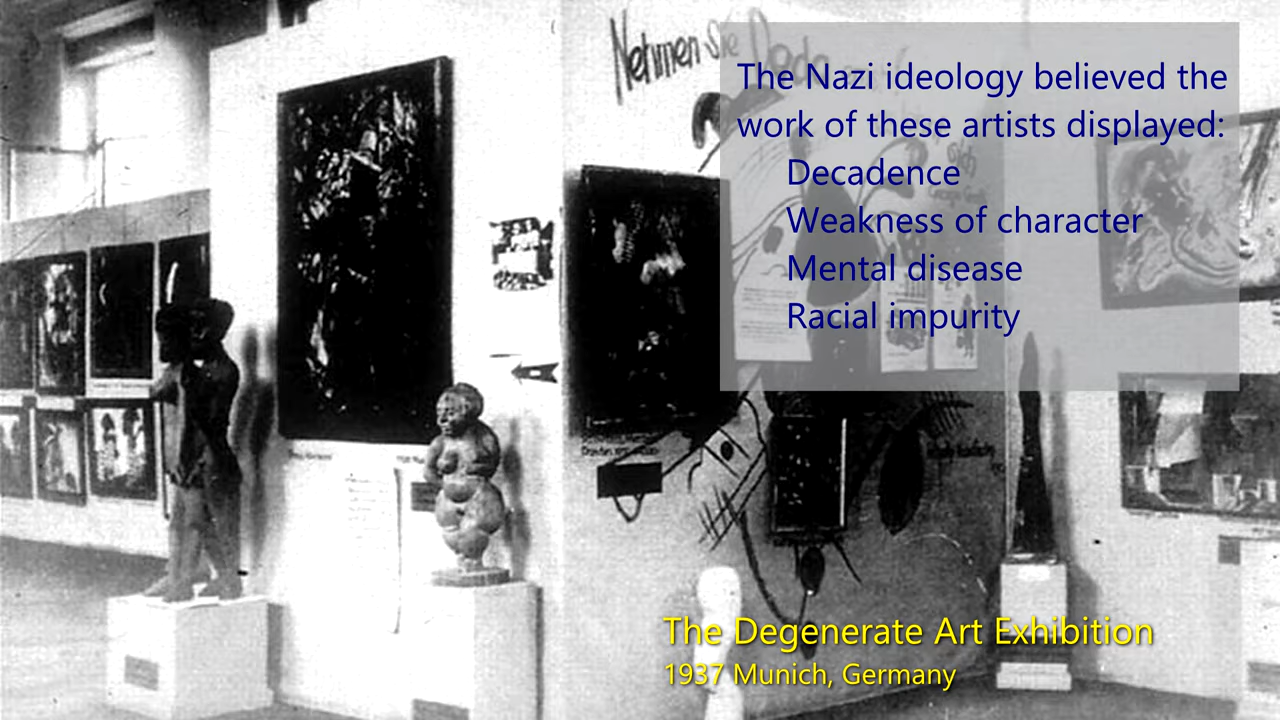 Nehmen Sie Dada
The Nazi ideology believed the
work of these artists displayed:
Decadence
Weakness of character
Mental disease
Racial impurity
The Degenerate Art Exhibition
1937 Munich, Germany